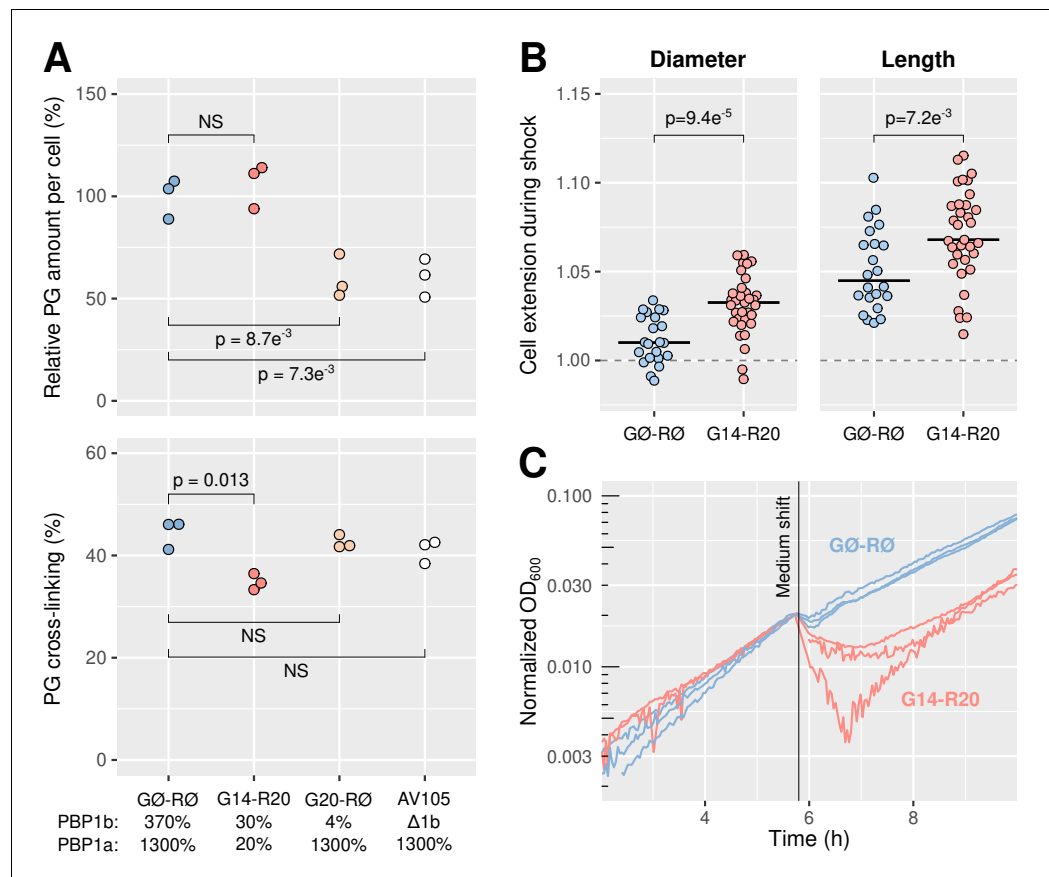 A
Relative PG amount per cell (%)
150
100
50
0
NS
p = 8.7e-3
p = 7.3e-3
PG cross-linking (%)
60
40
20
0
p = 0.013
NS
NS
GØ-RØ G14-R20 G20-RØ AV105
PBP1b: 370% 30% 4% Δ1b
PBP1a: 1300% 20% 1300% 1300%
B
Diameter Length
Cell extension during shock
1.15
1.10
1.05
1.00
p=9.4e-5
p=7.2e-3
GØ-RØ G14-R20 GØ-RØ G14-R20
C
Normalized OD600
0.100
0.030
0.010
0.003
Medium shift
GØ-RØ
G14-R20
4 6 8
Time (h)